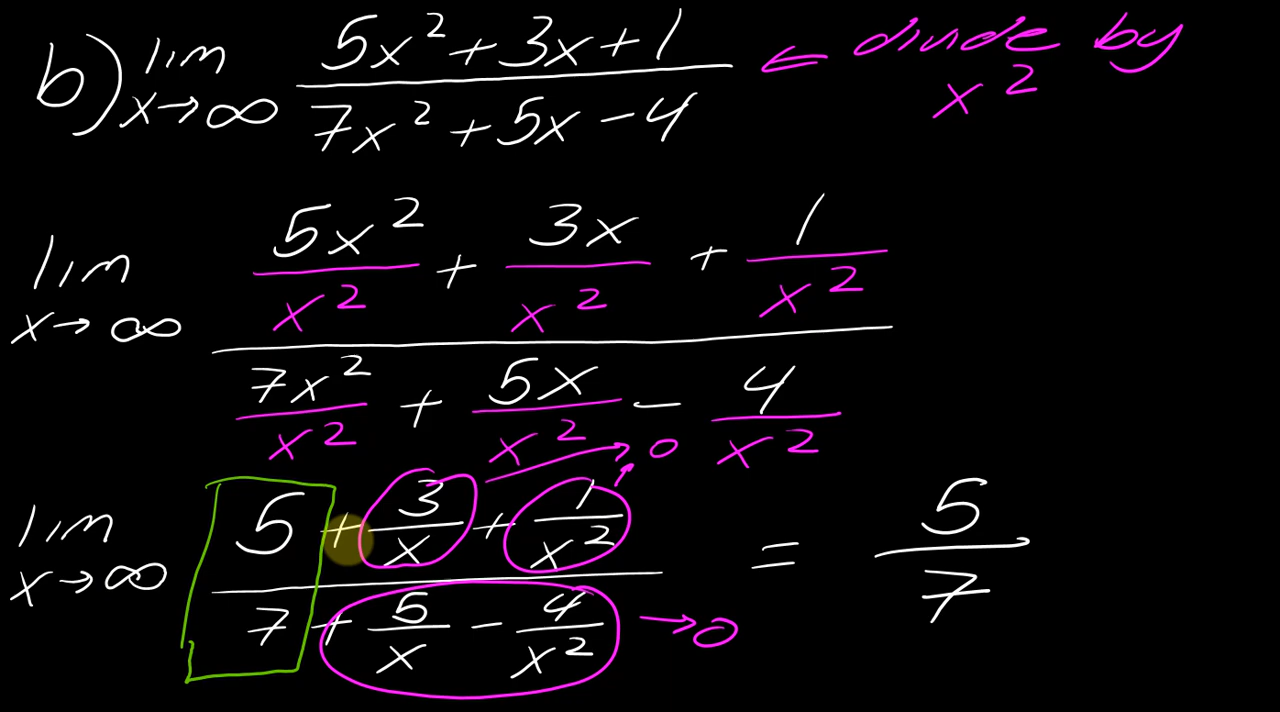 b) lim x→∞ (5x² + 3x + 1)/(7x² + 5x − 4) ← divide by x²
lim x→∞ (5x²/x² + 3x/x² + 1/x²)/(7x²/x² + 5x/x² − 4/x²)
→ 0
lim x→∞ (5 + 3/x + 1/x²)/(7 + 5/x − 4/x²) = 5/7
→ 0